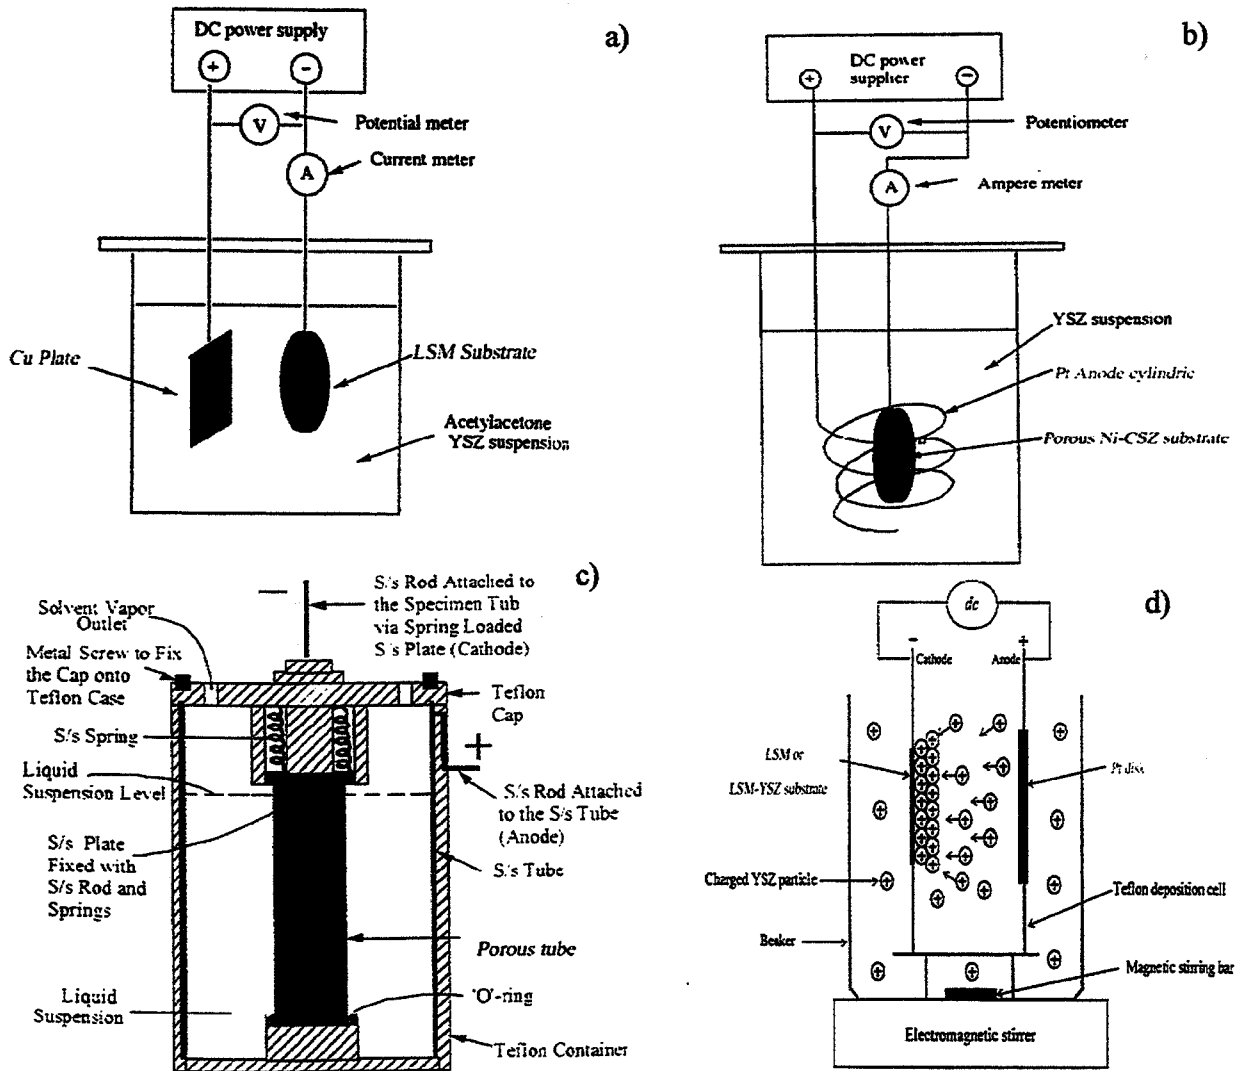 a)
DC power supply
+
−
V
Potential meter
A
Current meter
Cu Plate
LSM Substrate
Acetylacetone
YSZ suspension
b)
DC power
supplier
+
−
V
Potentiometer
A
Ampere meter
YSZ suspension
Pt Anode cylindric
Porous Ni-CSZ substrate
c)
−
S/s Rod Attached to
the Specimen Tub
via Spring Loaded
S/s Plate (Cathode)
Solvent Vapor
Outlet
Metal Screw to Fix
the Cap onto
Teflon Case
Teflon
Cap
S/s Spring
+
Liquid
Suspension Level
S/s Rod Attached
to the S/s Tube
(Anode)
S/s Plate
Fixed with
S/s Rod and
Springs
S/s Tube
Porous tube
'O'-ring
Liquid
Suspension
Teflon Container
d)
dc
−
+
Cathode
Anode
LSM or
LSM-YSZ substrate
Pt disk
Charged YSZ particle
Teflon deposition cell
Beaker
Magnetic stirring bar
Electromagnetic stirrer